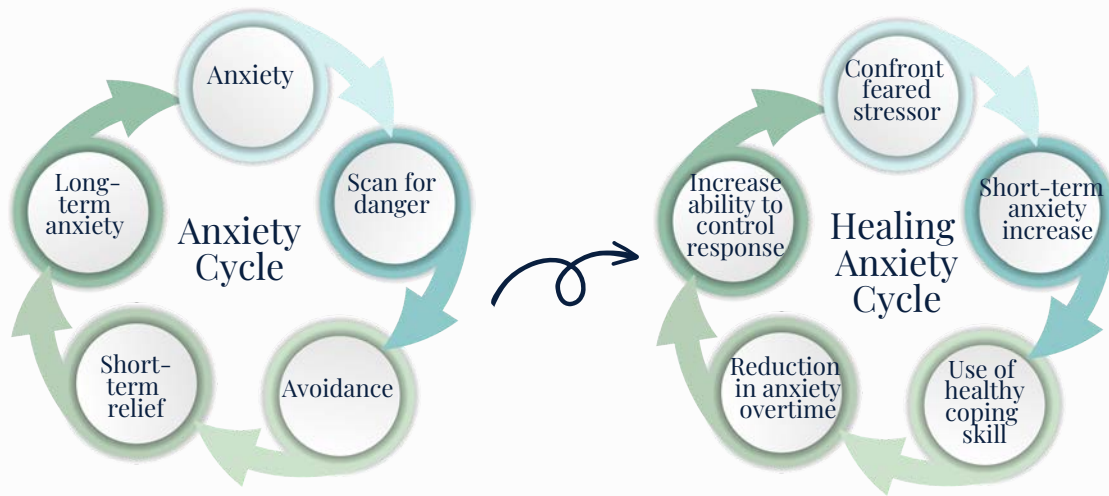 Anxiety
Scan for
danger
Avoidance
Short-
term
relief
Long-
term
anxiety
Anxiety
Cycle
Confront
feared
stressor
Short-term
anxiety
increase
Use of
healthy
coping
skill
Reduction
in anxiety
overtime
Increase
ability to
control
response
Healing
Anxiety
Cycle